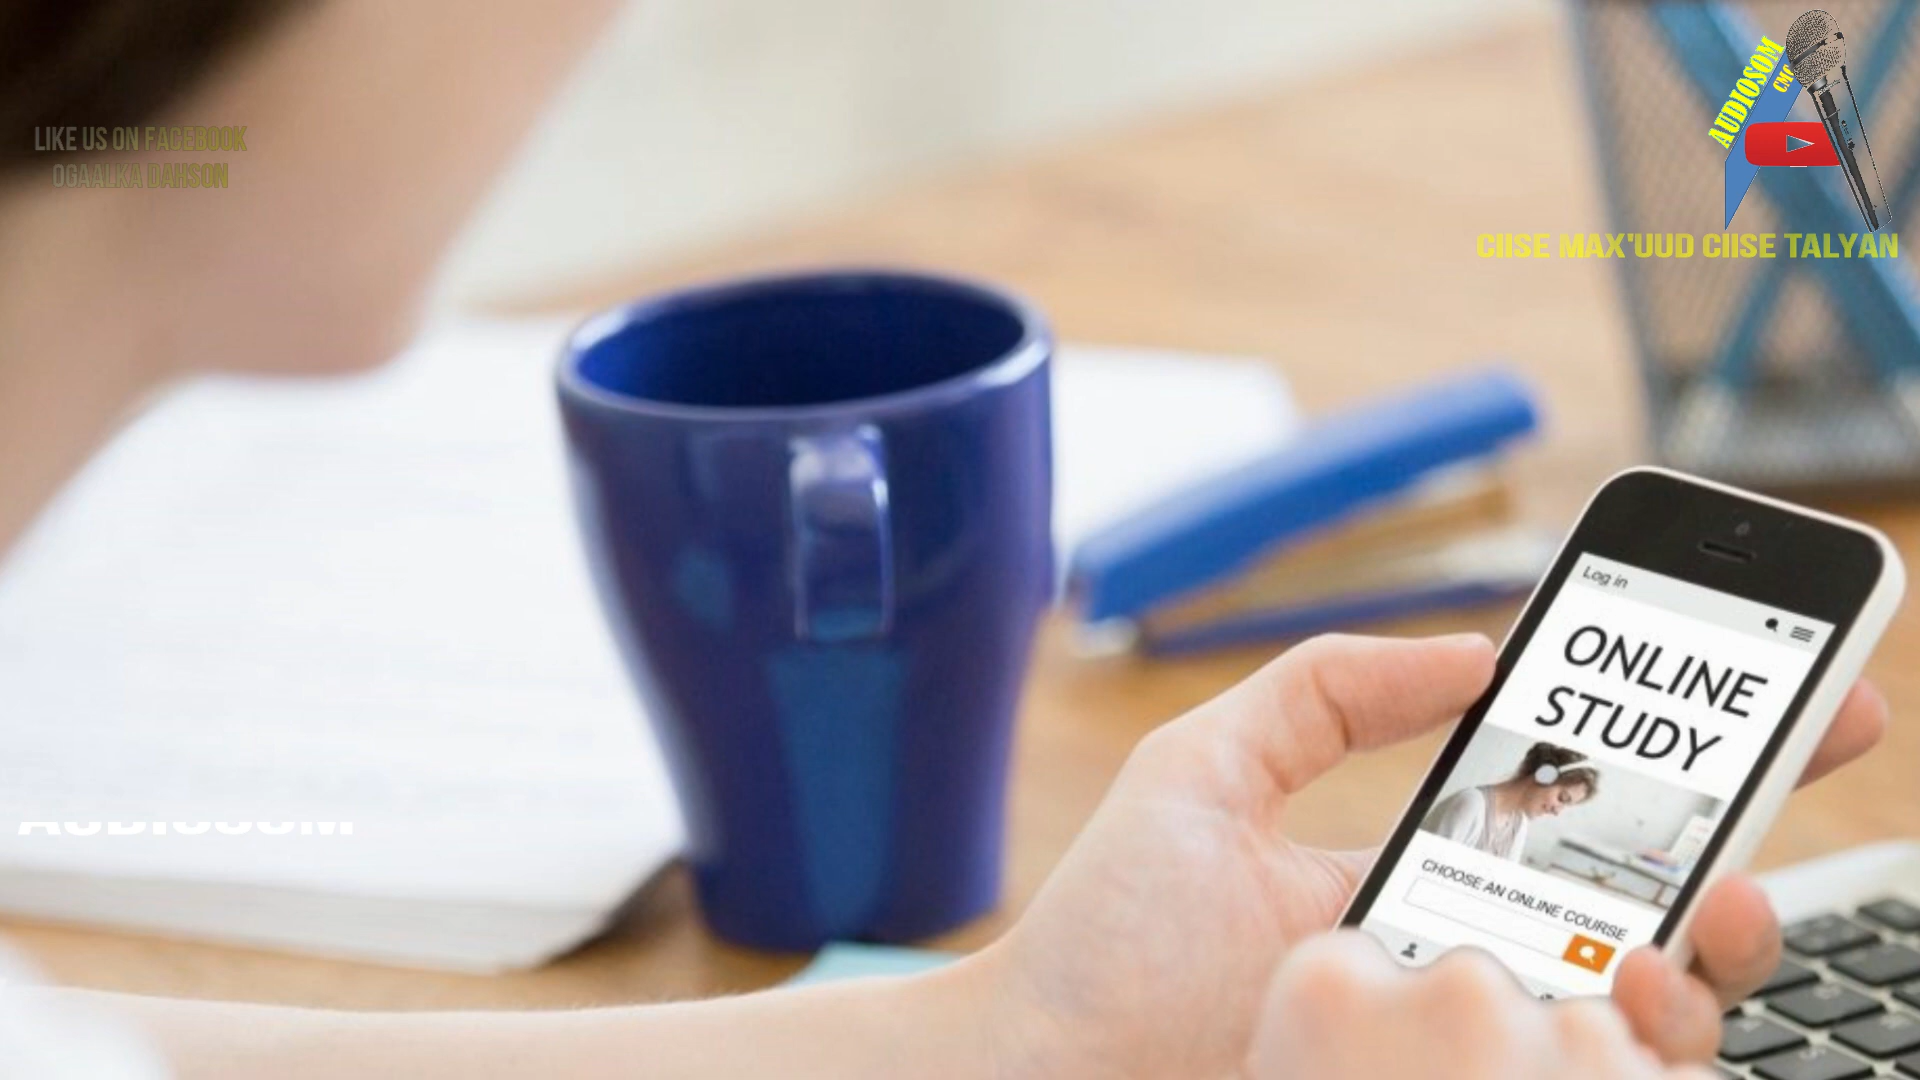 LIKE US ON FACEBOOK
OGAALKA DAHSON
AUDIOSOM
CMC
CIISE MAX'UUD CIISE TALYAN
Log in
ONLINE
STUDY
CHOOSE AN ONLINE COURSE